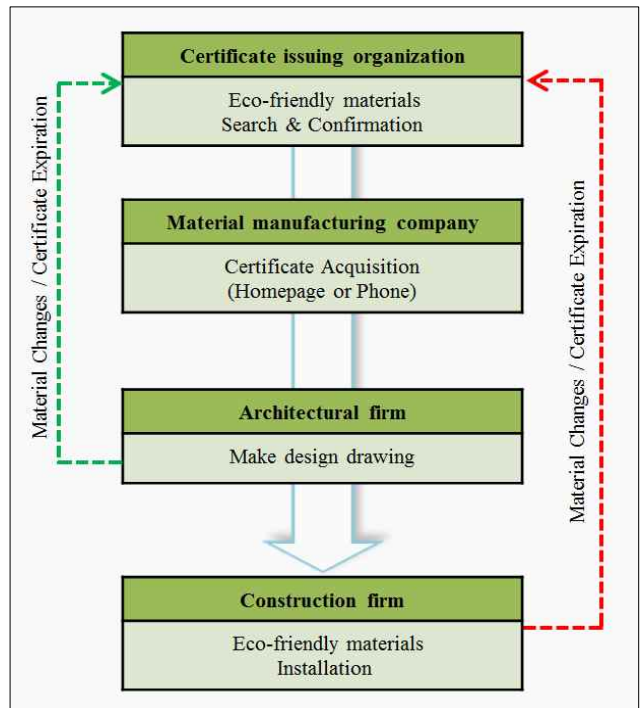 Certificate issuing organization
Eco-friendly materials
Search & Confirmation
Material manufacturing company
Certificate Acquisition
(Homepage or Phone)
Architectural firm
Make design drawing
Construction firm
Eco-friendly materials
Installation
Material Changes / Certificate Expiration
Material Changes / Certificate Expiration